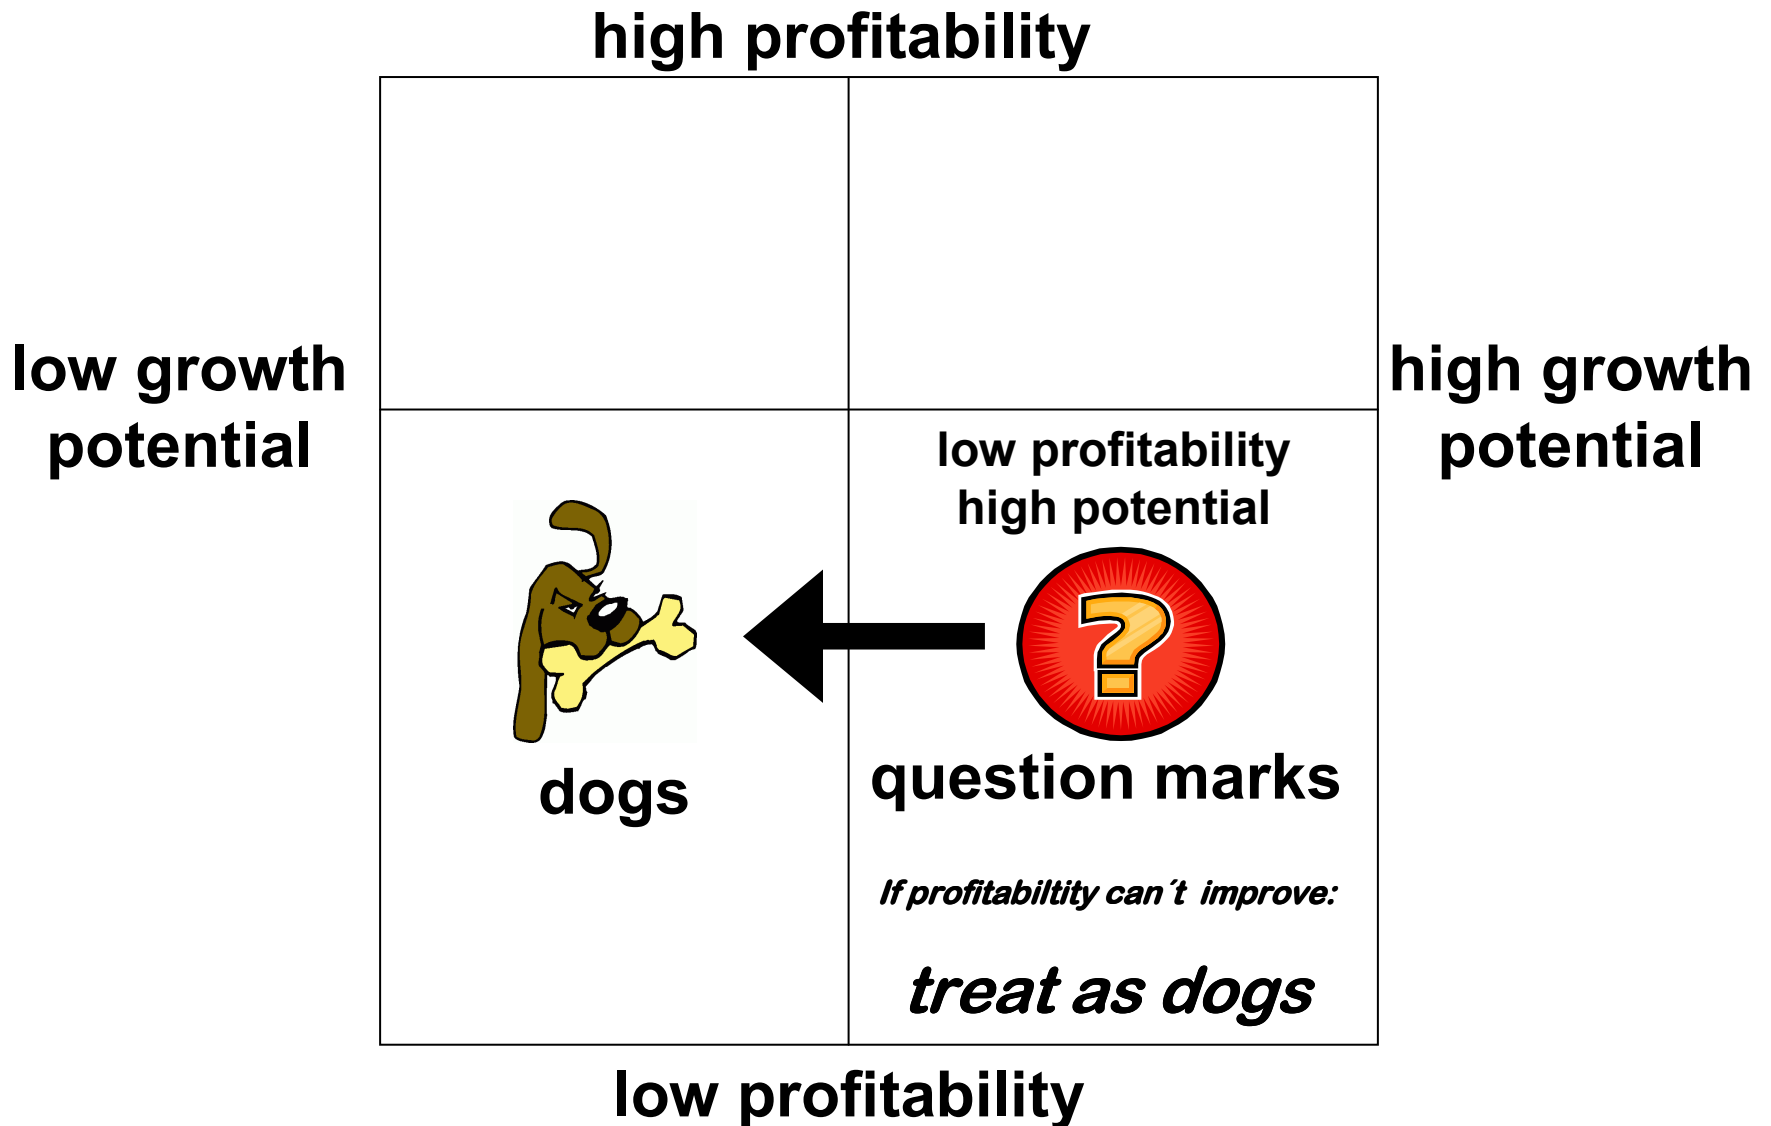 high profitability
low growth
potential
high growth
potential
low profitability
high potential
?
dogs
question marks
If profitabiltity can´t improve:
treat as dogs
low profitability